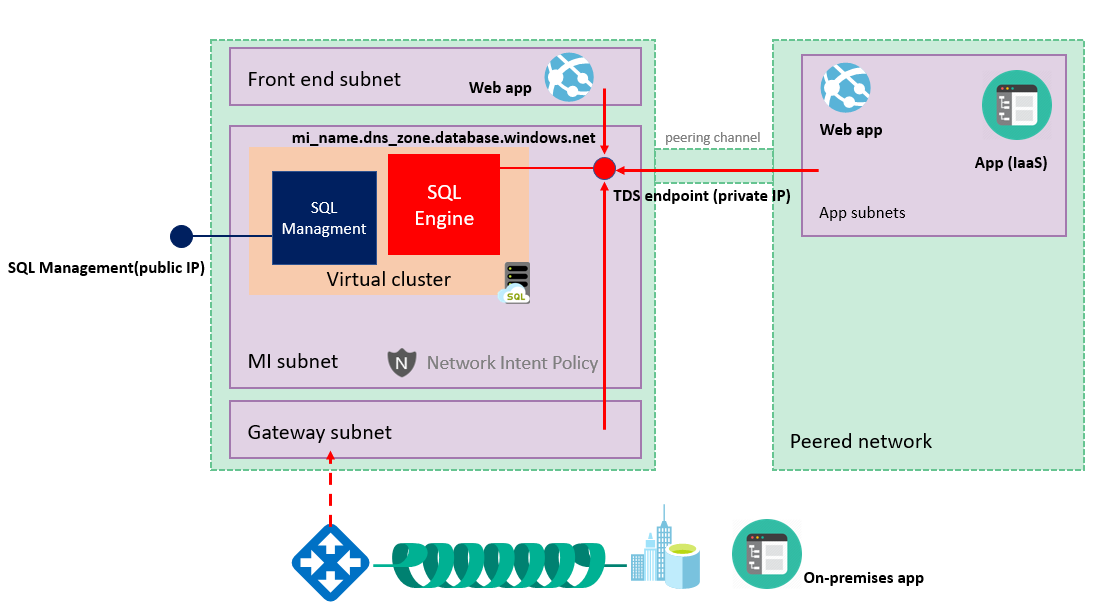 Front end subnet
Web app
mi_name.dns_zone.database.windows.net
SQL
Managment
SQL
Engine
Virtual cluster
SQL
SQL Management(public IP)
MI subnet
N
Network Intent Policy
Gateway subnet
peering channel
TDS endpoint (private IP)
Web app
App (IaaS)
App subnets
Peered network
On-premises app